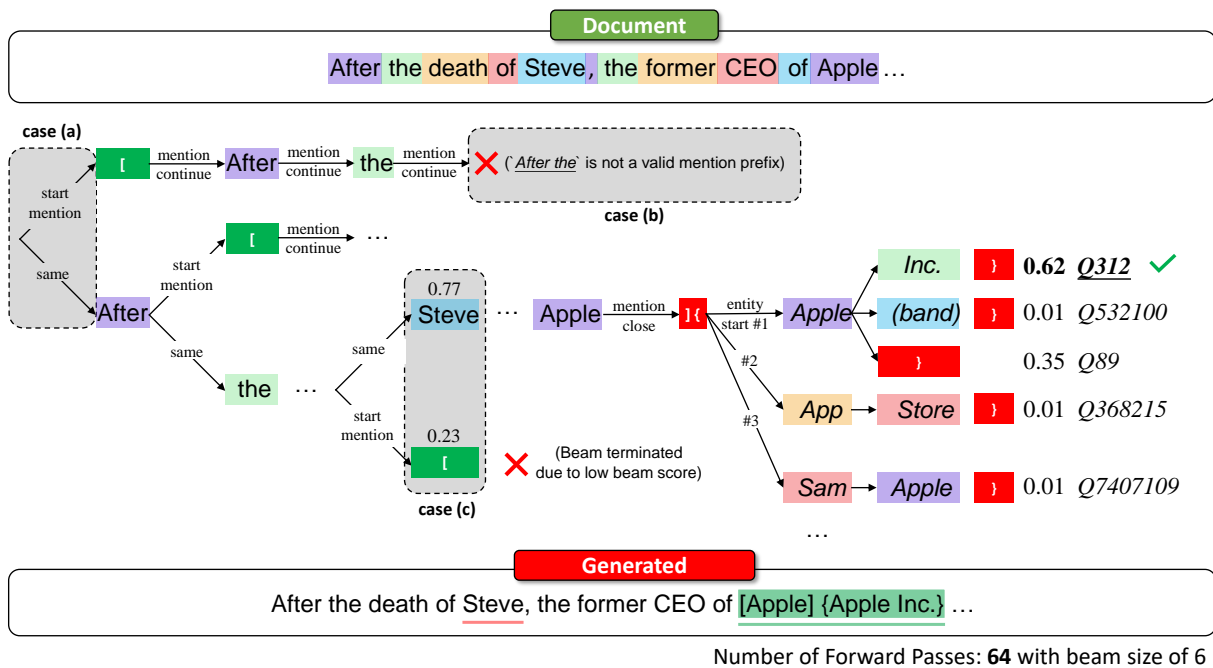 Document
After the death of Steve, the former CEO of Apple …
case (a)
[ mention continue After mention continue the mention continue (`After the` is not a valid mention prefix)
case (b)
start mention
same
[ mention continue …
start mention
After
same
the …
same
start mention
0.77
Steve … Apple mention close ] { entity start #1 Apple
0.23
[
(Beam terminated due to low beam score)
case (c)
Inc. } 0.62 Q312
(band) } 0.01 Q532100
} 0.35 Q89
#2 App Store } 0.01 Q368215
#3 Sam Apple } 0.01 Q7407109
…
Generated
After the death of Steve, the former CEO of [Apple] {Apple Inc.} …
Number of Forward Passes: 64 with beam size of 6